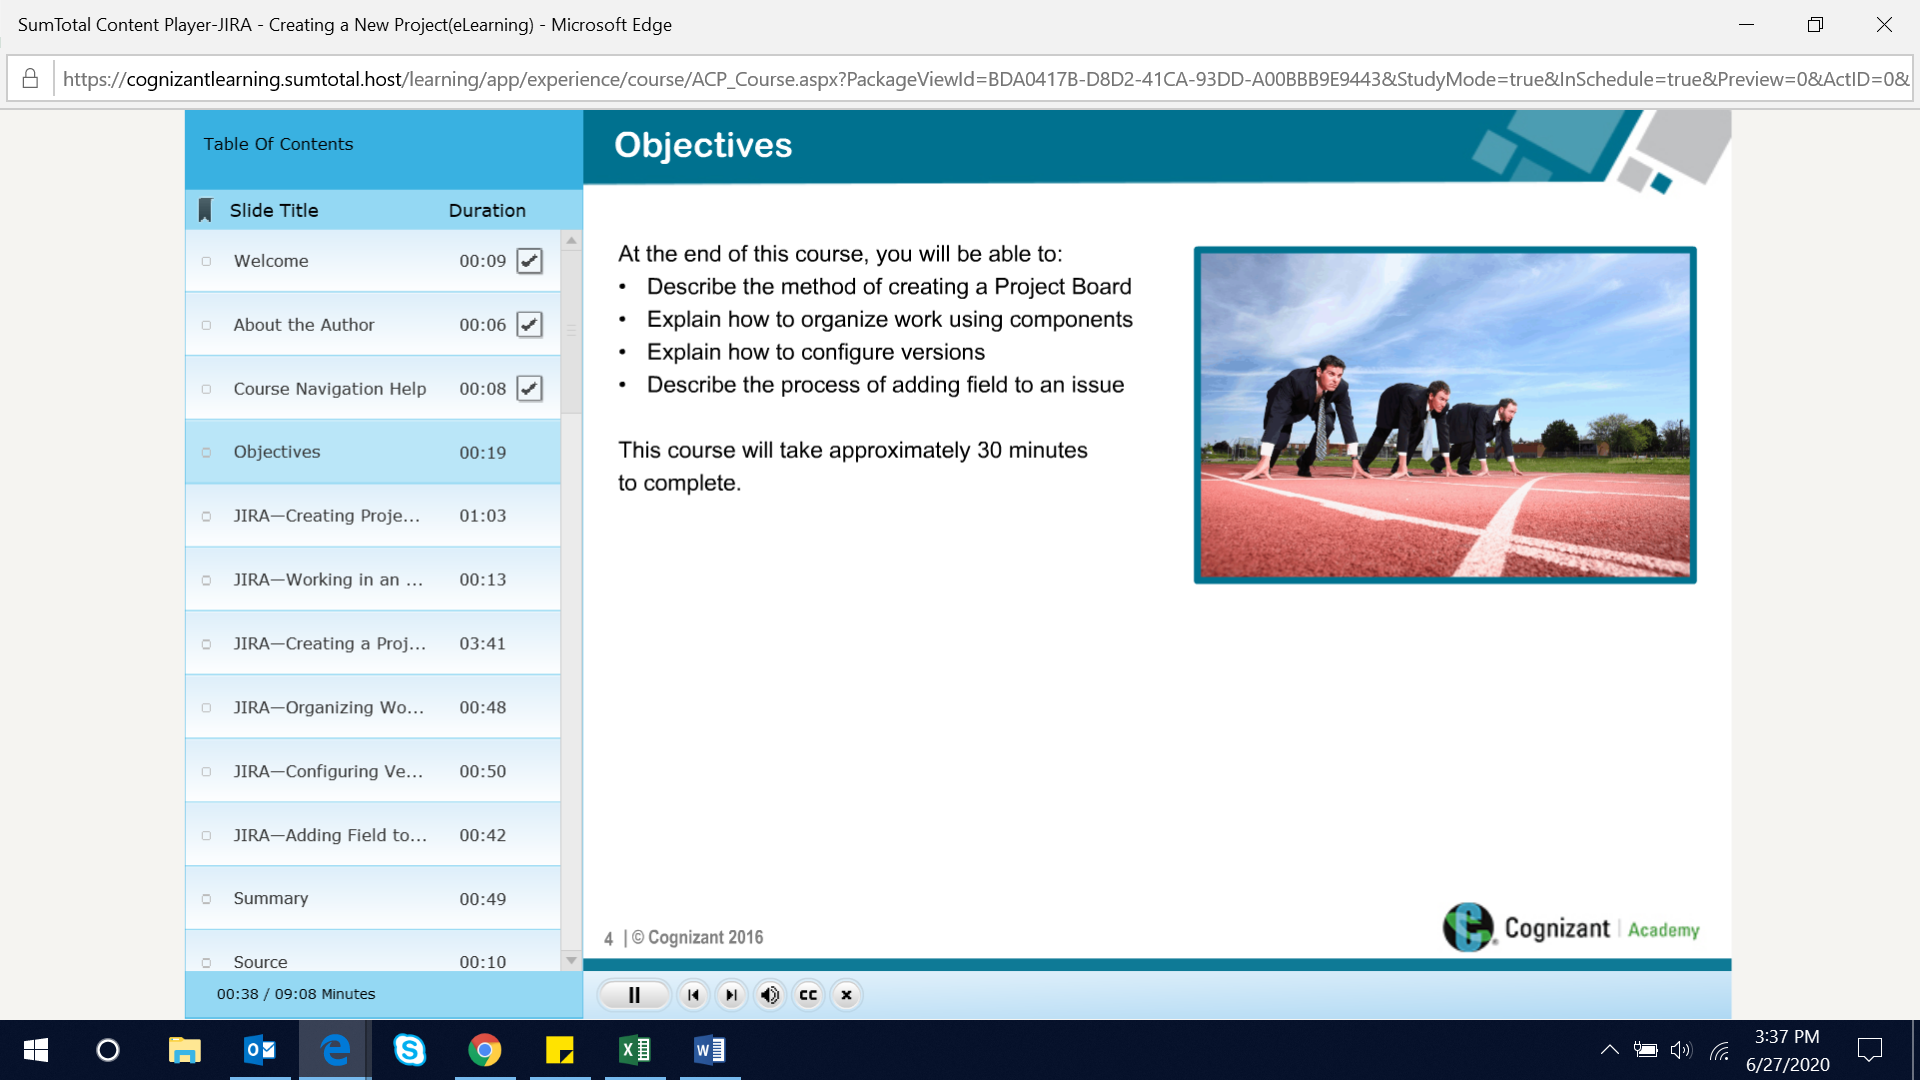 SumTotal Content Player-JIRA - Creating a New Project(eLearning) - Microsoft Edge
https://cognizantlearning.sumtotal.host/learning/app/experience/course/ACP_Course.aspx?PackageViewId=BDA0417B-D8D2-41CA-93DD-A00BBB9E9443&StudyMode=true&InSchedule=true&Preview=0&ActID=0&
Table Of Contents
Slide Title Duration
Welcome 00:09
About the Author 00:06
Course Navigation Help 00:08
Objectives 00:19
JIRA—Creating Proje... 01:03
JIRA—Working in an ... 00:13
JIRA—Creating a Proj... 03:41
JIRA—Organizing Wo... 00:48
JIRA—Configuring Ve... 00:50
JIRA—Adding Field to... 00:42
Summary 00:49
Source 00:10
00:38 / 09:08 Minutes
Objectives
At the end of this course, you will be able to:
• Describe the method of creating a Project Board
• Explain how to organize work using components
• Explain how to configure versions
• Describe the process of adding field to an issue
This course will take approximately 30 minutes
to complete.
4 | © Cognizant 2016
Cognizant | Academy
CC
3:37 PM
6/27/2020